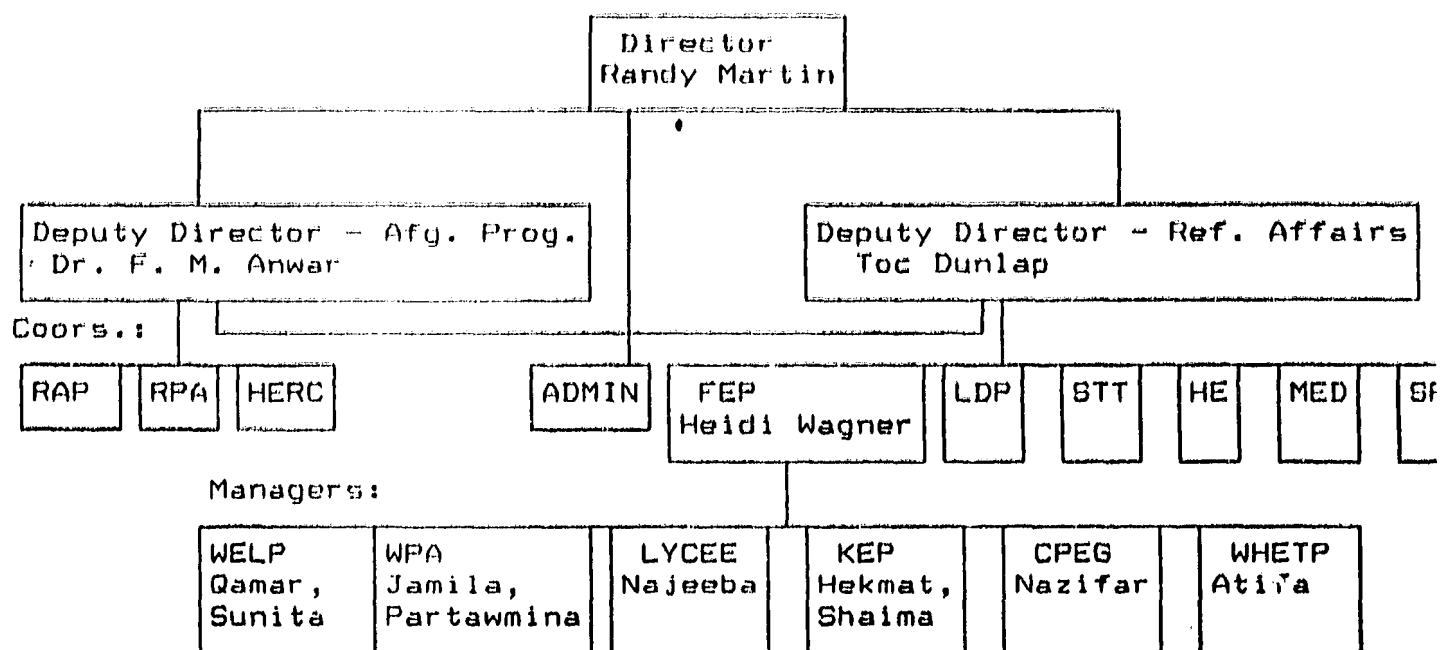 Director
Randy Martin
Deputy Director - Afg. Prog.
Dr. F. M. Anwar
Deputy Director - Ref. Affairs
Toc Dunlap
Coors.:
RAP RPA HERC ADMIN FEP LDP STT HE MED
Heidi Wagner
Managers:
WELP WPA LYCEE KEP CPEG WHETP
Qamar, Jamila, Najeeba Hekmat, Nazifar Atifa
Sunita Partawmina Shaima